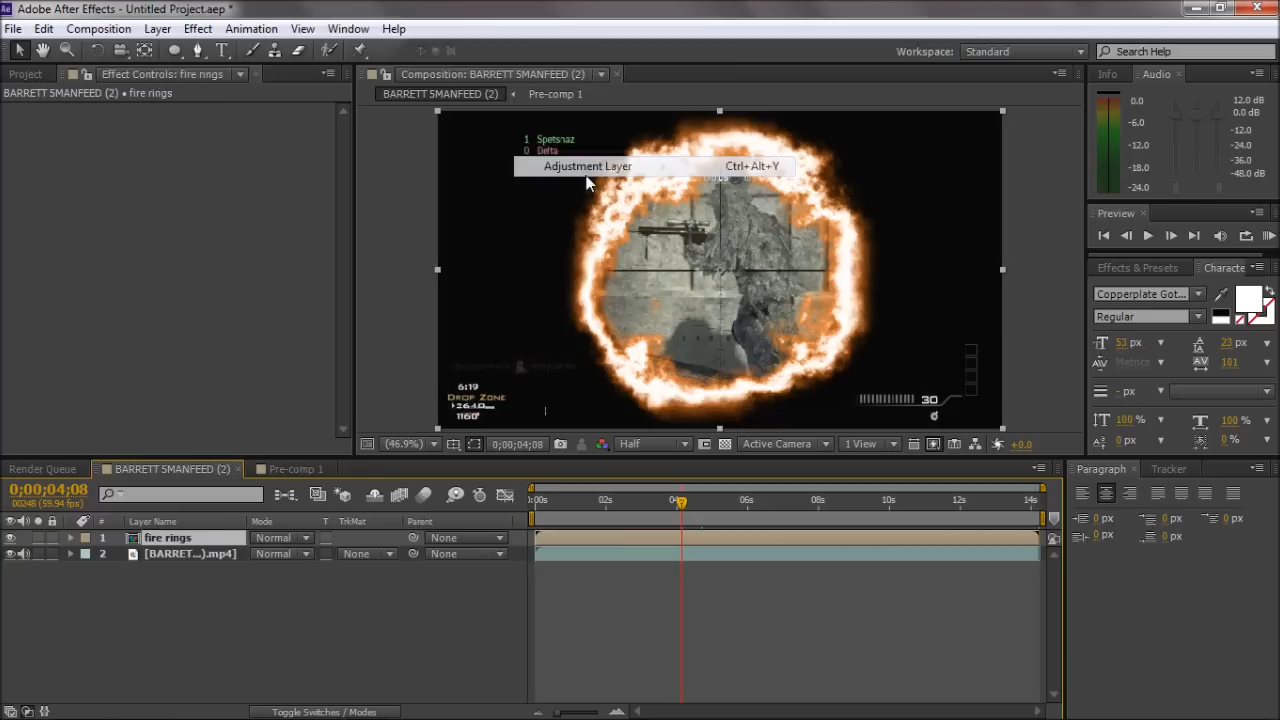 Adobe After Effects - Untitled Project.aep *
File Edit Composition Layer Effect Animation View Window Help
Workspace: Standard Search Help
Project Effect Controls: fire rings Composition: BARRETT 5MANFEED (2) Info Audio
BARRETT 5MANFEED (2) • fire rings
BARRETT 5MANFEED (2) Pre-comp 1
0.0 12.0 dB
-6.0 0.0 dB
-12.0 -12.0 dB
-18.0 -24.0 dB
-24.0 -36.0 dB
-48.0 dB
1 Spetsnaz
0 Delta
Adjustment Layer Ctrl+Alt+Y
Preview
Effects & Presets Characte
Copperplate Got...
Regular
53 px 23 px
Metrics 101
- px
100 % 100 %
0 px 0 %
6:19
DROP ZONE
1160
30
(46.9%) 0;00;04;08 Half Active Camera 1 View +0.0
Render Queue BARRETT 5MANFEED (2) Pre-comp 1
Paragraph Tracker
0;00;04;08
00248 (59.94 fps)
:00s 02s 04s 06s 08s 10s 12s 14s
# Layer Name Mode T TrkMat Parent
1 fire rings Normal None
2 [BARRET...).mp4] Normal None None
0 px 0 px 0 px
0 px 0 px
Toggle Switches / Modes